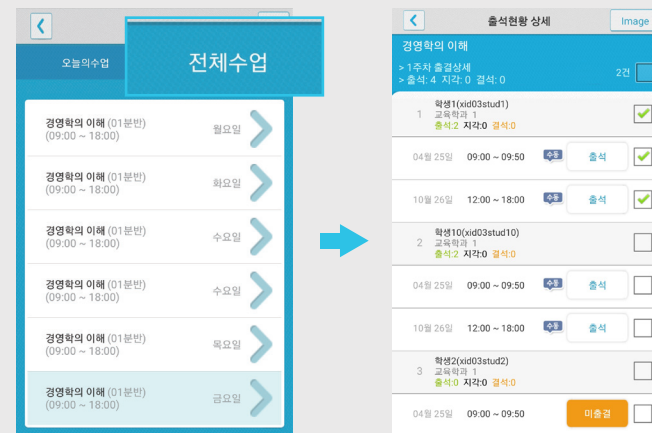 오늘의수업
전체수업
경영학의 이해 (01분반)
(09:00 ~ 18:00)
월요일
경영학의 이해 (01분반)
(09:00 ~ 18:00)
화요일
경영학의 이해 (01분반)
(09:00 ~ 18:00)
수요일
경영학의 이해 (01분반)
(09:00 ~ 18:00)
수요일
경영학의 이해 (01분반)
(09:00 ~ 18:00)
목요일
경영학의 이해 (01분반)
(09:00 ~ 18:00)
금요일
출석현황 상세
Image
경영학의 이해
> 1주차 출결상세
> 출석: 4 지각: 0 결석: 0
2건
1
학생1(xid03stud1)
교육학과 1
출석:2 지각:0 결석:0
04월 25일 09:00 ~ 09:50 수동 출석
10월 26일 12:00 ~ 18:00 수동 출석
2
학생10(xid03stud10)
교육학과 1
출석:2 지각:0 결석:0
04월 25일 09:00 ~ 09:50 수동 출석
10월 26일 12:00 ~ 18:00 수동 출석
3
학생2(xid03stud2)
교육학과 1
출석:0 지각:0 결석:0
04월 25일 09:00 ~ 09:50 미출결